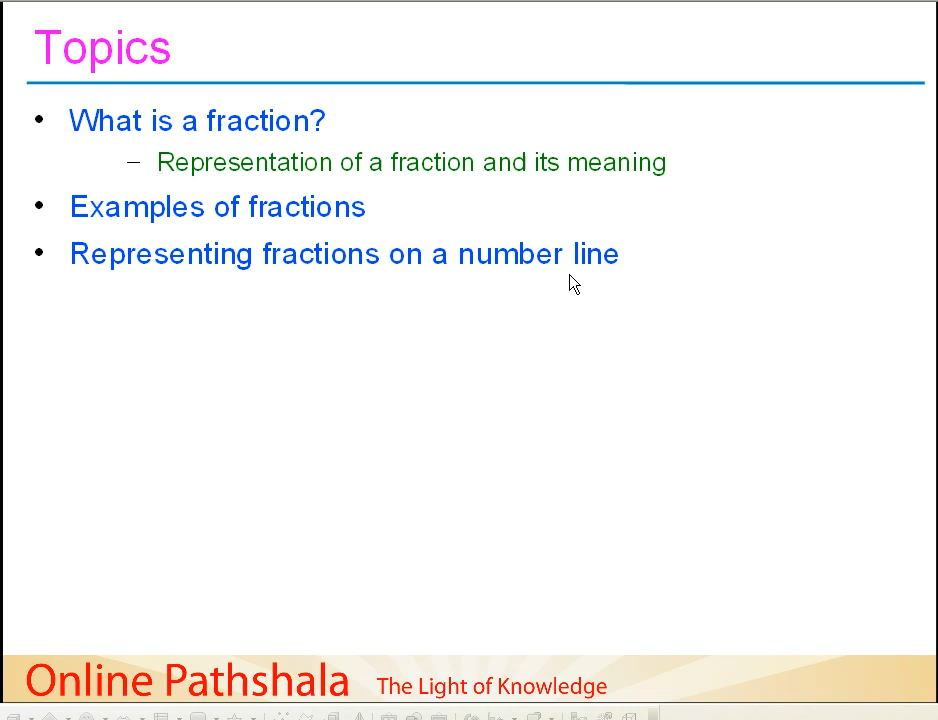 Topics
• What is a fraction?
– Representation of a fraction and its meaning
• Examples of fractions
• Representing fractions on a number line
Online Pathshala The Light of Knowledge